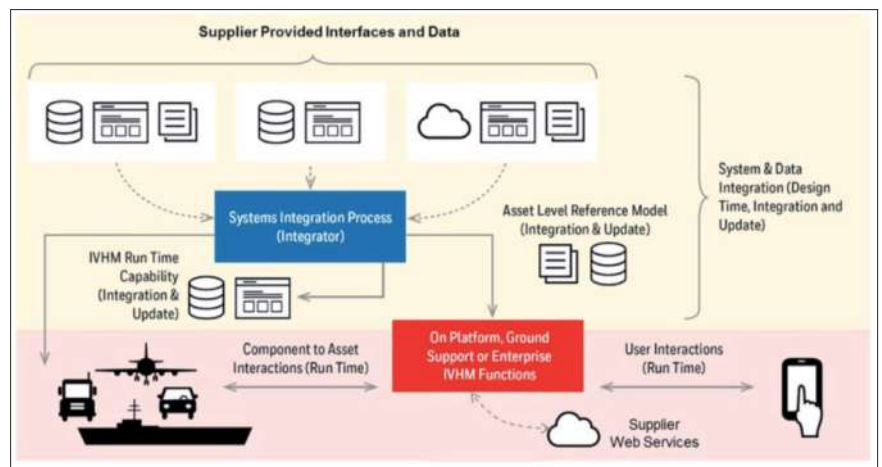 Supplier Provided Interfaces and Data
System & Data
Integration (Design
Time, Integration and
Update)
Systems Integration Process
(Integrator)
Asset Level Reference Model
(Integration & Update)
IVHM Run Time
Capability
(Integration &
Update)
Component to Asset
Interactions (Run Time)
On Platform, Ground
Support or Enterprise
IVHM Functions
User Interactions
(Run Time)
Supplier
Web Services